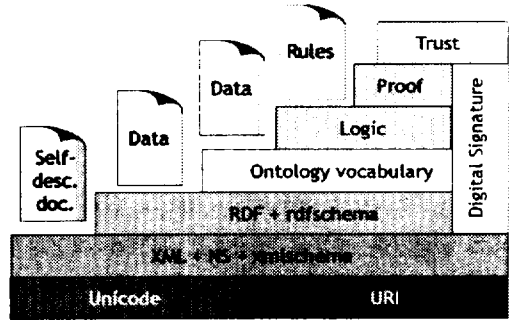 Rules
Trust
Data
Proof
Data
Logic
Self-
desc.
doc.
Ontology vocabulary
Digital Signature
RDF + rdfschema
XML + NS + xmlschema
Unicode
URI